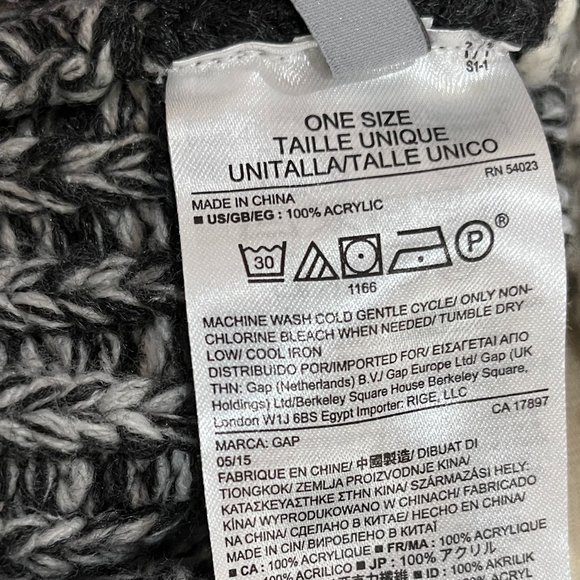 S1-1
ONE SIZE
TAILLE UNIQUE
UNITALLA/TALLE UNICO
RN 54023
MADE IN CHINA
■ US/GB/EG : 100% ACRYLIC
30 P ®
1166
MACHINE WASH COLD GENTLE CYCLE/ ONLY NON-
CHLORINE BLEACH WHEN NEEDED/ TUMBLE DRY
LOW/ COOL IRON
DISTRIBUIDO POR/IMPORTED FOR/ ΕΙΣΑΓΕΤΑΙ ΑΠΟ
ΤΗΝ: Gap (Netherlands) B.V./ Gap Europe Ltd/ Gap (UK
Holdings) Ltd/Berkeley Square House Berkeley Square,
London W1J 6BS Egypt Importer: RIGE, LLC
CA 17897
MARCA: GAP
05/15
FABRIQUE EN CHINE/ 中國製造/ DIBUAT DI
TIONGKOK/ ZEMLJA PROIZVODNJE KINA/
ΚΑΤΑΣΚΕΥΑΣΤΗΚΕ ΣΤΗΝ ΚΙΝΑ/ SZÁRMAZÁSI HELY:
KÍNA/ WYPRODUKOWANO W CHINACH/ FABRICADO
NA CHINA/ СДЕЛАНО В КИТАЕ/ HECHO EN CHINA
MADE IN CIN/ ВИРОБЛЕНО В КИТАЇ
■ CA : 100% ACRYLIQUE ■ FR/MA : 100% ACRYLIQUE
100% ACRILICO ■ JP : 100% アクリル
■ ID : 100% AKRILIK